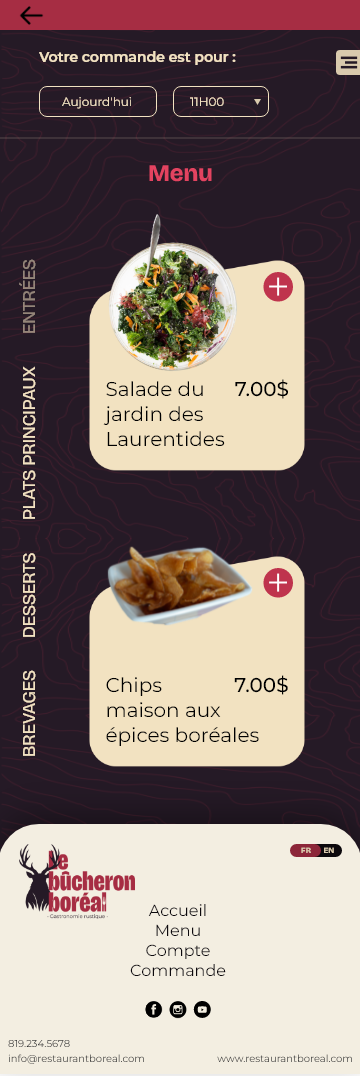 Votre commande est pour :
Aujourd'hui
11H00
Menu
ENTRÉES
PLATS PRINCIPAUX
DESSERTS
BREVAGES
Salade du
jardin des
Laurentides
7.00$
Chips
maison aux
épices boréales
7.00$
le
bûcheron
boréal
- Gastronomie rustique -
FR EN
Accueil
Menu
Compte
Commande
819.234.5678
info@restaurantboreal.com
www.restaurantboreal.com